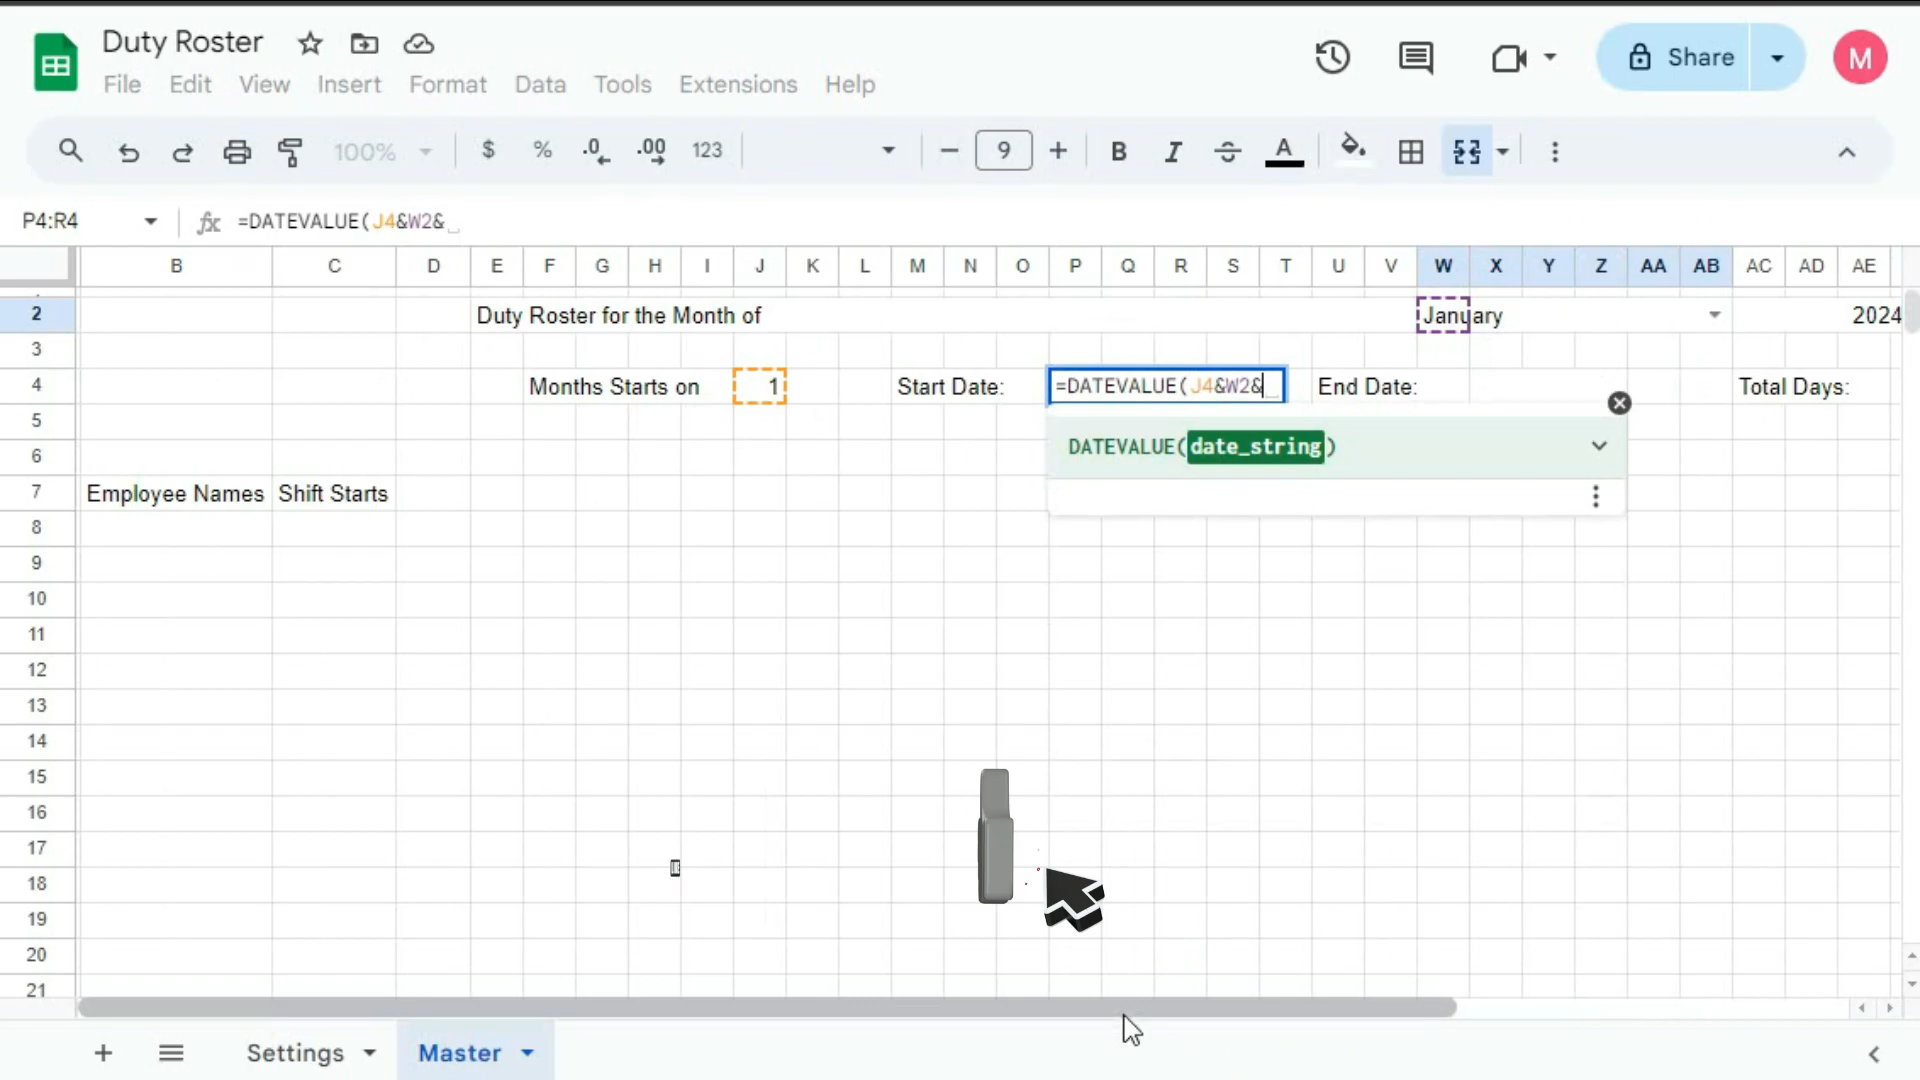 Duty Roster
File Edit View Insert Format Data Tools Extensions Help
Share
M
100% $ % .0 .00 123 9 B I A
P4:R4 fx =DATEVALUE(J4&W2&
B C D E F G H I J K L M N O P Q R S T U V W X Y Z AA AB AC AD AE
2 Duty Roster for the Month of January 2024
3
4 Months Starts on 1 Start Date: =DATEVALUE(J4&W2& End Date: Total Days:
5
DATEVALUE(date_string)
6
7 Employee Names Shift Starts
8
9
10
11
12
13
14
15
16
17
18
19
20
21
Settings Master